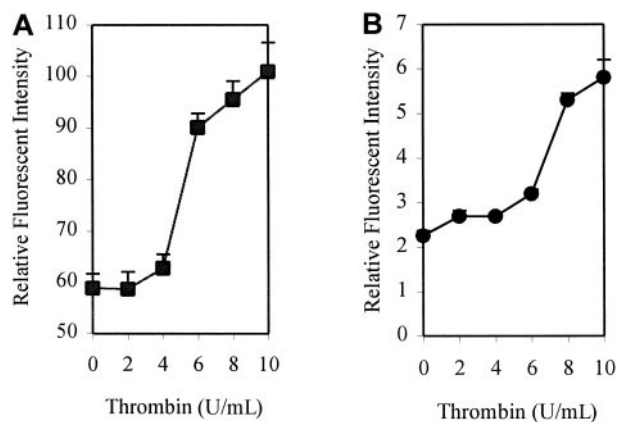 A
Relative Fluorescent Intensity
110
100
90
80
70
60
50
0 2 4 6 8 10
Thrombin (U/mL)
B
Relative Fluorescent Intensity
7
6
5
4
3
2
1
0
0 2 4 6 8 10
Thrombin (U/mL)